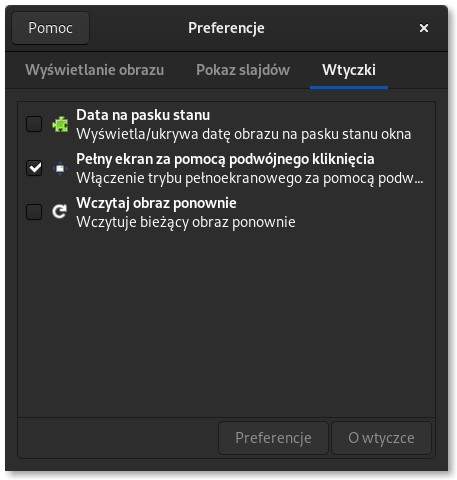 Pomoc
Preferencje
Wyświetlanie obrazu
Pokaz slajdów
Wtyczki
Data na pasku stanu
Wyświetla/ukrywa datę obrazu na pasku stanu okna
Pełny ekran za pomocą podwójnego kliknięcia
Włączenie trybu pełnoekranowego za pomocą podw...
Wczytaj obraz ponownie
Wczytuje bieżący obraz ponownie
Preferencje
O wtyczce